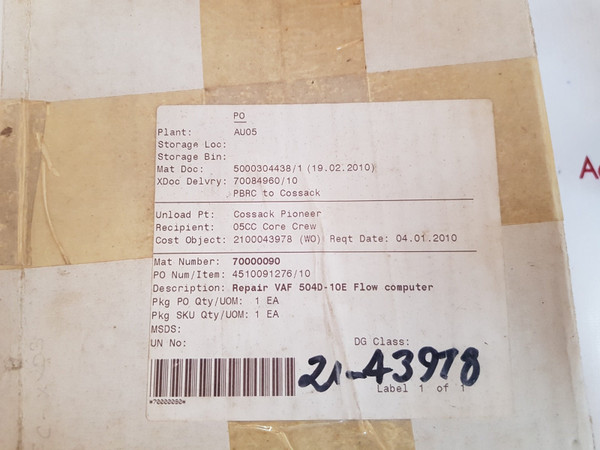 PO
Plant: AU05
Storage Loc:
Storage Bin:
Mat Doc: 5000304438/1 (19.02.2010)
XDoc Delvry: 70084960/10
PBRC to Cossack
Unload Pt: Cossack Pioneer
Recipient: 05CC Core Crew
Cost Object: 2100043978 (WO) Reqt Date: 04.01.2010
Mat Number: 70000090
PO Num/Item: 4510091276/10
Description: Repair VAF 504D-10E Flow computer
Pkg PO Qty/UOM: 1 EA
Pkg SKU Qty/UOM: 1 EA
MSDS:
UN No: DG Class:
21-43978
Label 1 of 1
*70000090*